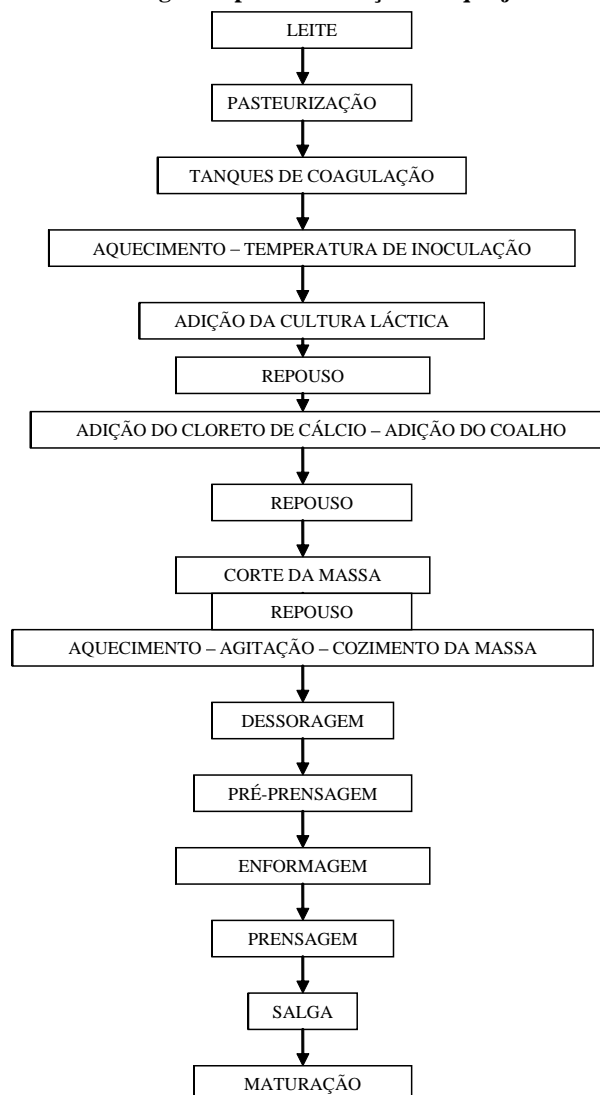 LEITE
PASTEURIZAÇÃO
TANQUES DE COAGULAÇÃO
AQUECIMENTO – TEMPERATURA DE INOCULAÇÃO
ADIÇÃO DA CULTURA LÁCTICA
REPOUSO
ADIÇÃO DO CLORETO DE CÁLCIO – ADIÇÃO DO COALHO
REPOUSO
CORTE DA MASSA
REPOUSO
AQUECIMENTO – AGITAÇÃO – COZIMENTO DA MASSA
DESSORAGEM
PRÉ-PRENSAGEM
ENFORMAGEM
PRENSAGEM
SALGA
MATURAÇÃO